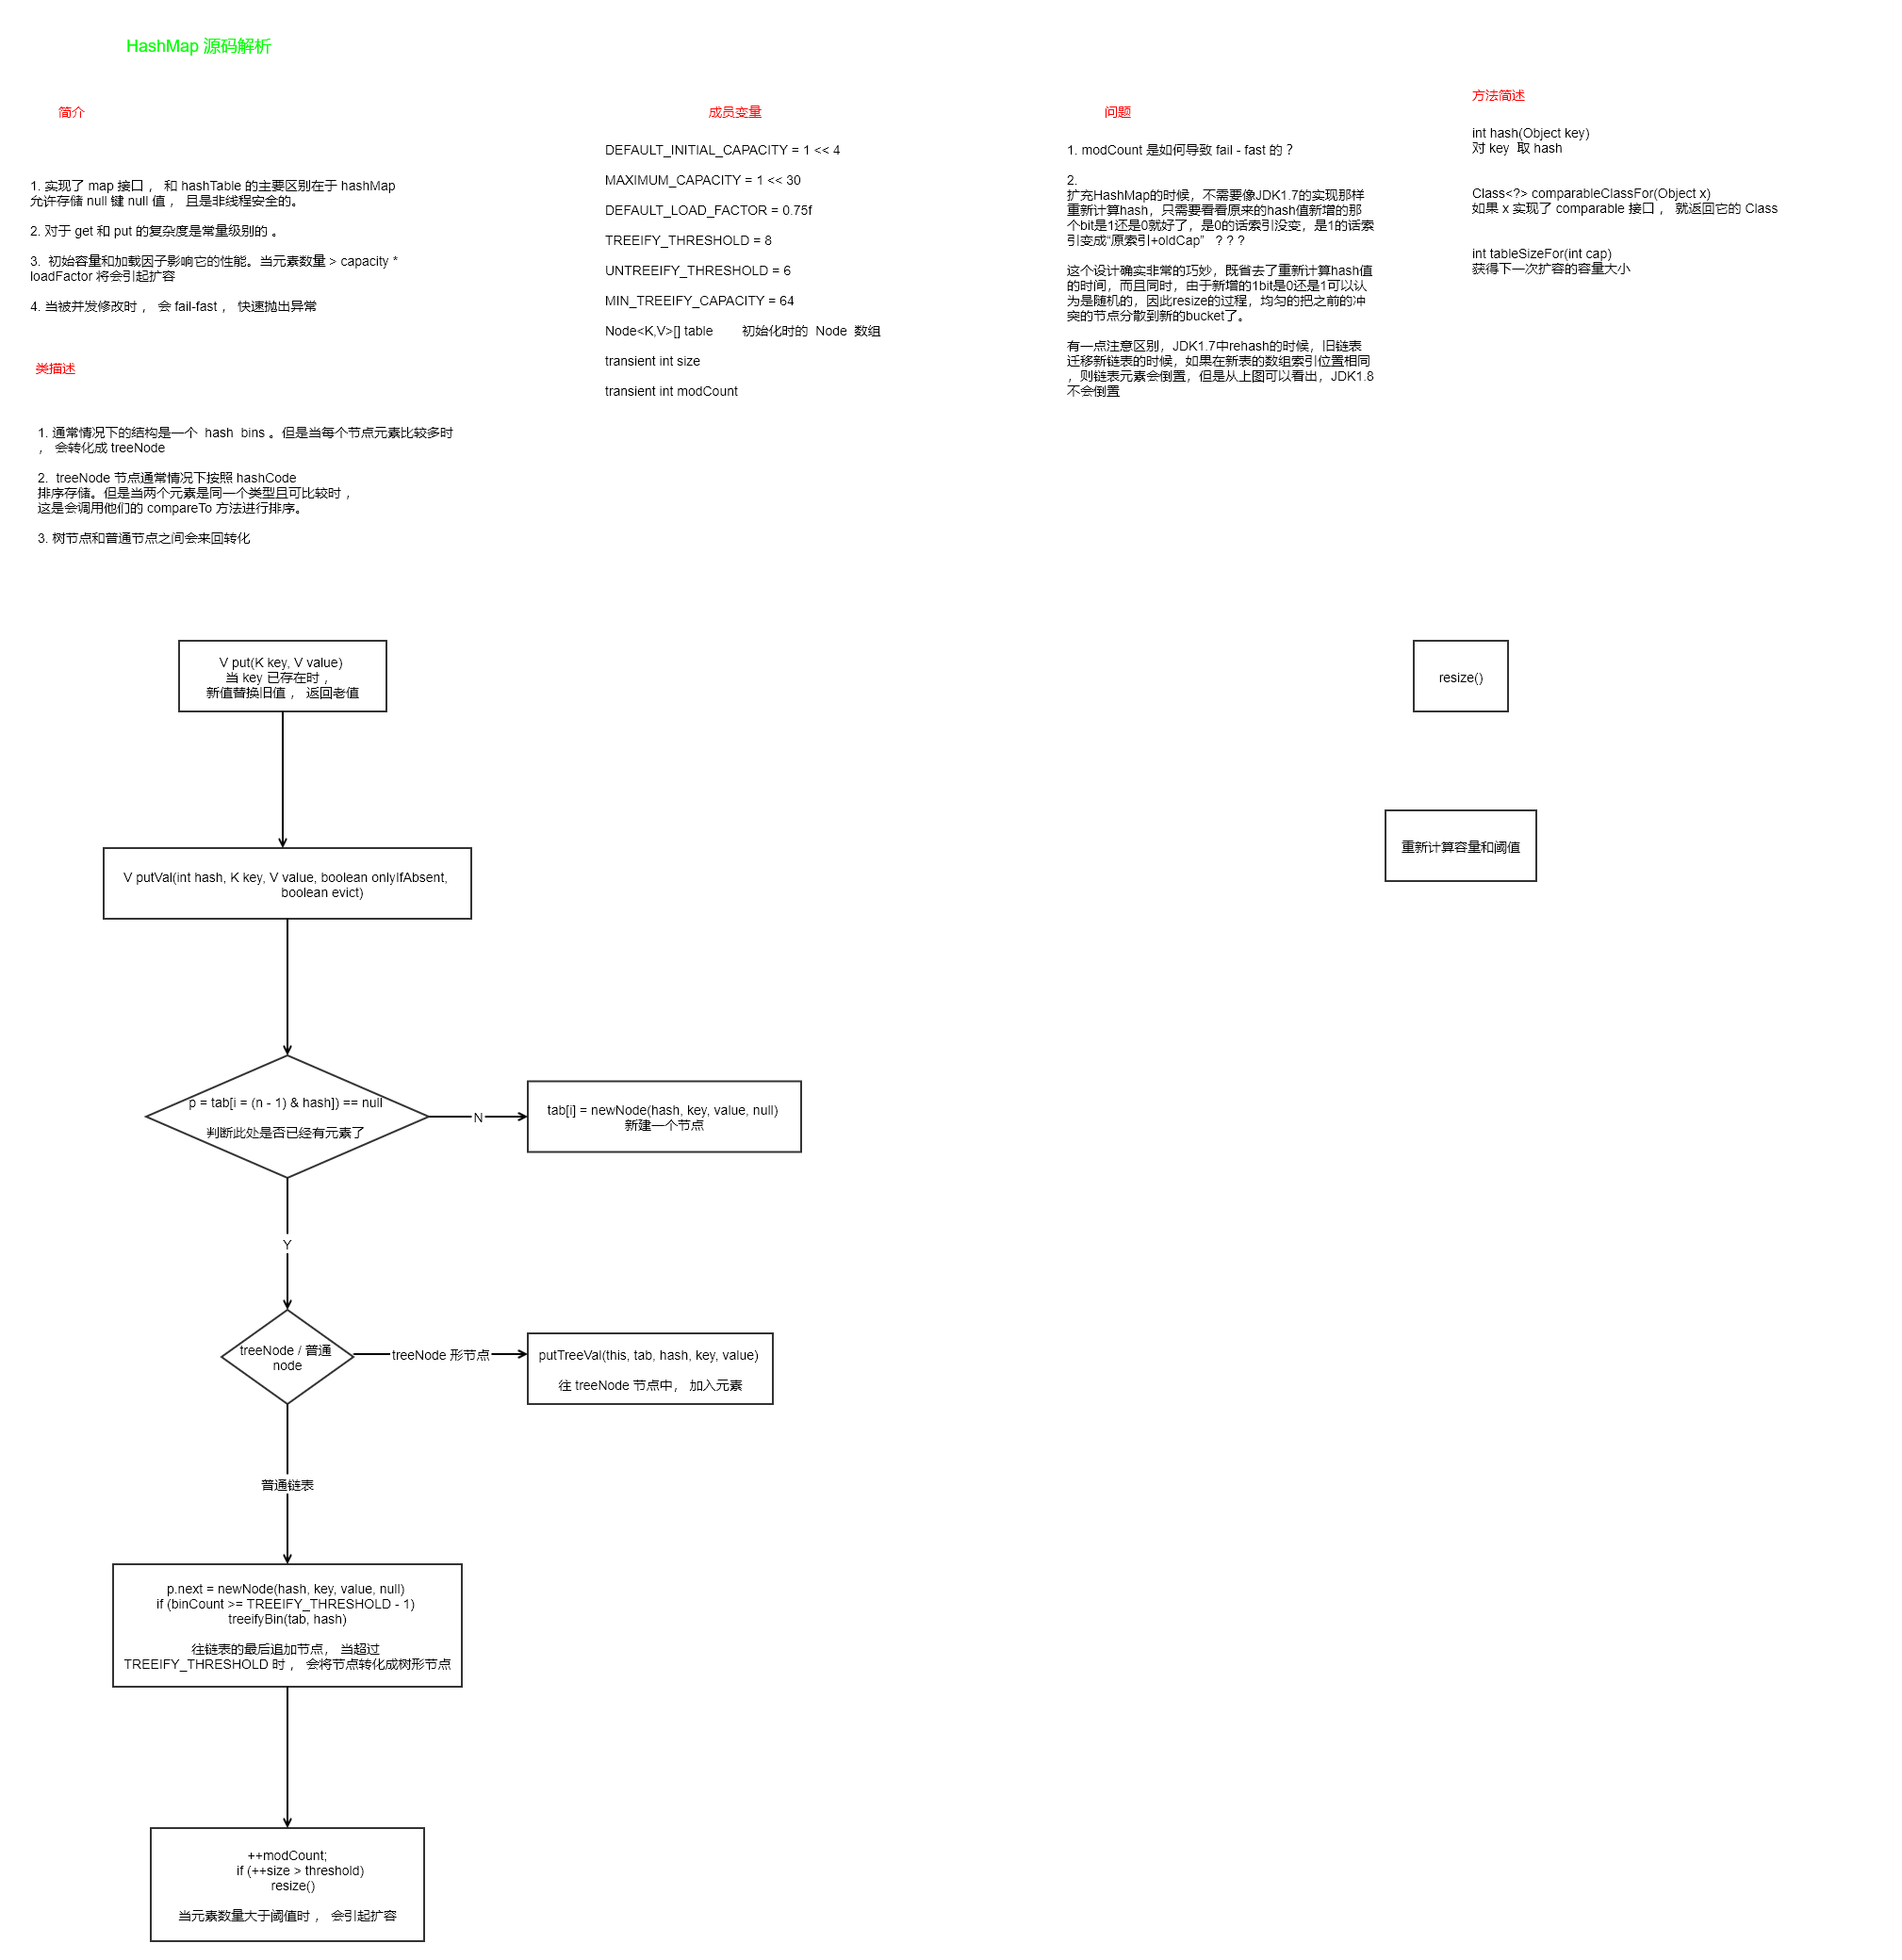 HashMap 源码解析
简介
1. 实现了 map 接口 ， 和 hashTable 的主要区别在于 hashMap
允许存储 null 键 null 值 ， 且是非线程安全的。
2. 对于 get 和 put 的复杂度是常量级别的 。
3.  初始容量和加载因子影响它的性能。当元素数量 > capacity *
loadFactor 将会引起扩容
4. 当被并发修改时 ， 会 fail-fast ， 快速抛出异常
类描述
1. 通常情况下的结构是一个  hash  bins 。但是当每个节点元素比较多时
， 会转化成 treeNode
2.  treeNode 节点通常情况下按照 hashCode
排序存储。但是当两个元素是同一个类型且可比较时 ，
这是会调用他们的 compareTo 方法进行排序。
3. 树节点和普通节点之间会来回转化
成员变量
DEFAULT_INITIAL_CAPACITY = 1 << 4
MAXIMUM_CAPACITY = 1 << 30
DEFAULT_LOAD_FACTOR = 0.75f
TREEIFY_THRESHOLD = 8
UNTREEIFY_THRESHOLD = 6
MIN_TREEIFY_CAPACITY = 64
Node<K,V>[] table        初始化时的  Node  数组
transient int size
transient int modCount
问题
1. modCount 是如何导致 fail - fast 的 ?
2.
扩充HashMap的时候，不需要像JDK1.7的实现那样
重新计算hash，只需要看看原来的hash值新增的那
个bit是1还是0就好了，是0的话索引没变，是1的话索
引变成“原索引+oldCap”   ? ? ?
这个设计确实非常的巧妙，既省去了重新计算hash值
的时间，而且同时，由于新增的1bit是0还是1可以认
为是随机的，因此resize的过程，均匀的把之前的冲
突的节点分散到新的bucket了。
有一点注意区别，JDK1.7中rehash的时候，旧链表
迁移新链表的时候，如果在新表的数组索引位置相同
，则链表元素会倒置，但是从上图可以看出，JDK1.8
不会倒置
方法简述
int hash(Object key)
对 key  取 hash
Class<?> comparableClassFor(Object x)
如果 x 实现了 comparable 接口 ， 就返回它的 Class
int tableSizeFor(int cap)
获得下一次扩容的容量大小
V put(K key, V value)
当 key 已存在时 ，
新值替换旧值 ， 返回老值
V putVal(int hash, K key, V value, boolean onlyIfAbsent,
boolean evict)
p = tab[i = (n - 1) & hash]) == null
判断此处是否已经有元素了
N
tab[i] = newNode(hash, key, value, null)
新建一个节点
Y
treeNode / 普通
node
treeNode 形节点
putTreeVal(this, tab, hash, key, value)
往 treeNode 节点中， 加入元素
普通链表
p.next = newNode(hash, key, value, null)
if (binCount >= TREEIFY_THRESHOLD - 1)
treeifyBin(tab, hash)
往链表的最后追加节点， 当超过
TREEIFY_THRESHOLD 时 ， 会将节点转化成树形节点
++modCount;
if (++size > threshold)
resize()
当元素数量大于阈值时 ， 会引起扩容
resize()
重新计算容量和阈值